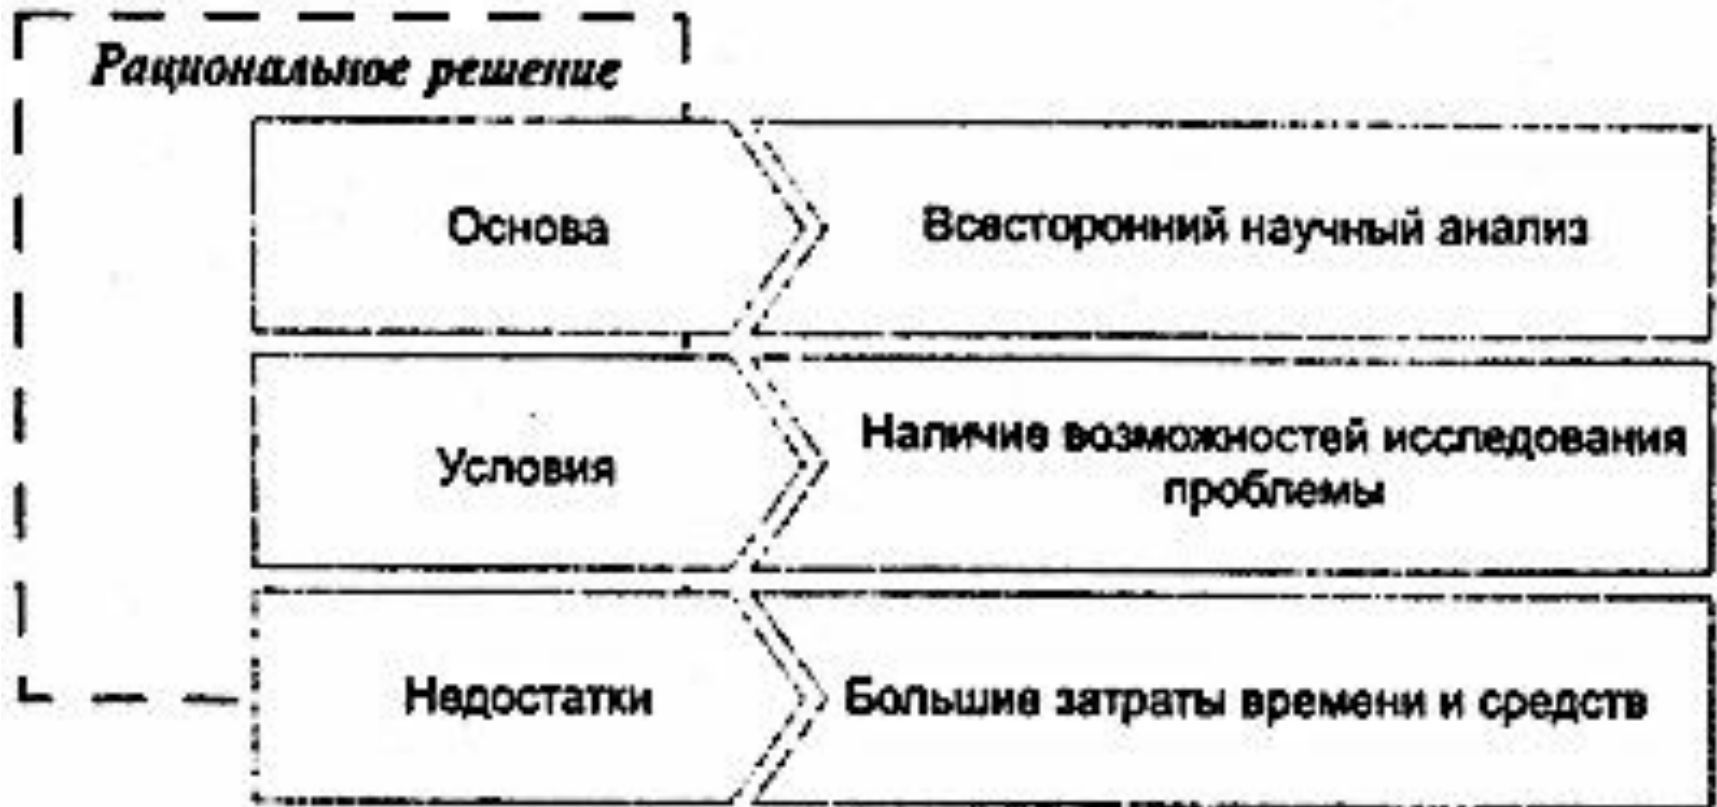 Рациональное решение
Основа
Всесторонний научный анализ
Условия
Наличие возможностей исследования
проблемы
Недостатки
Большие затраты времени и средств